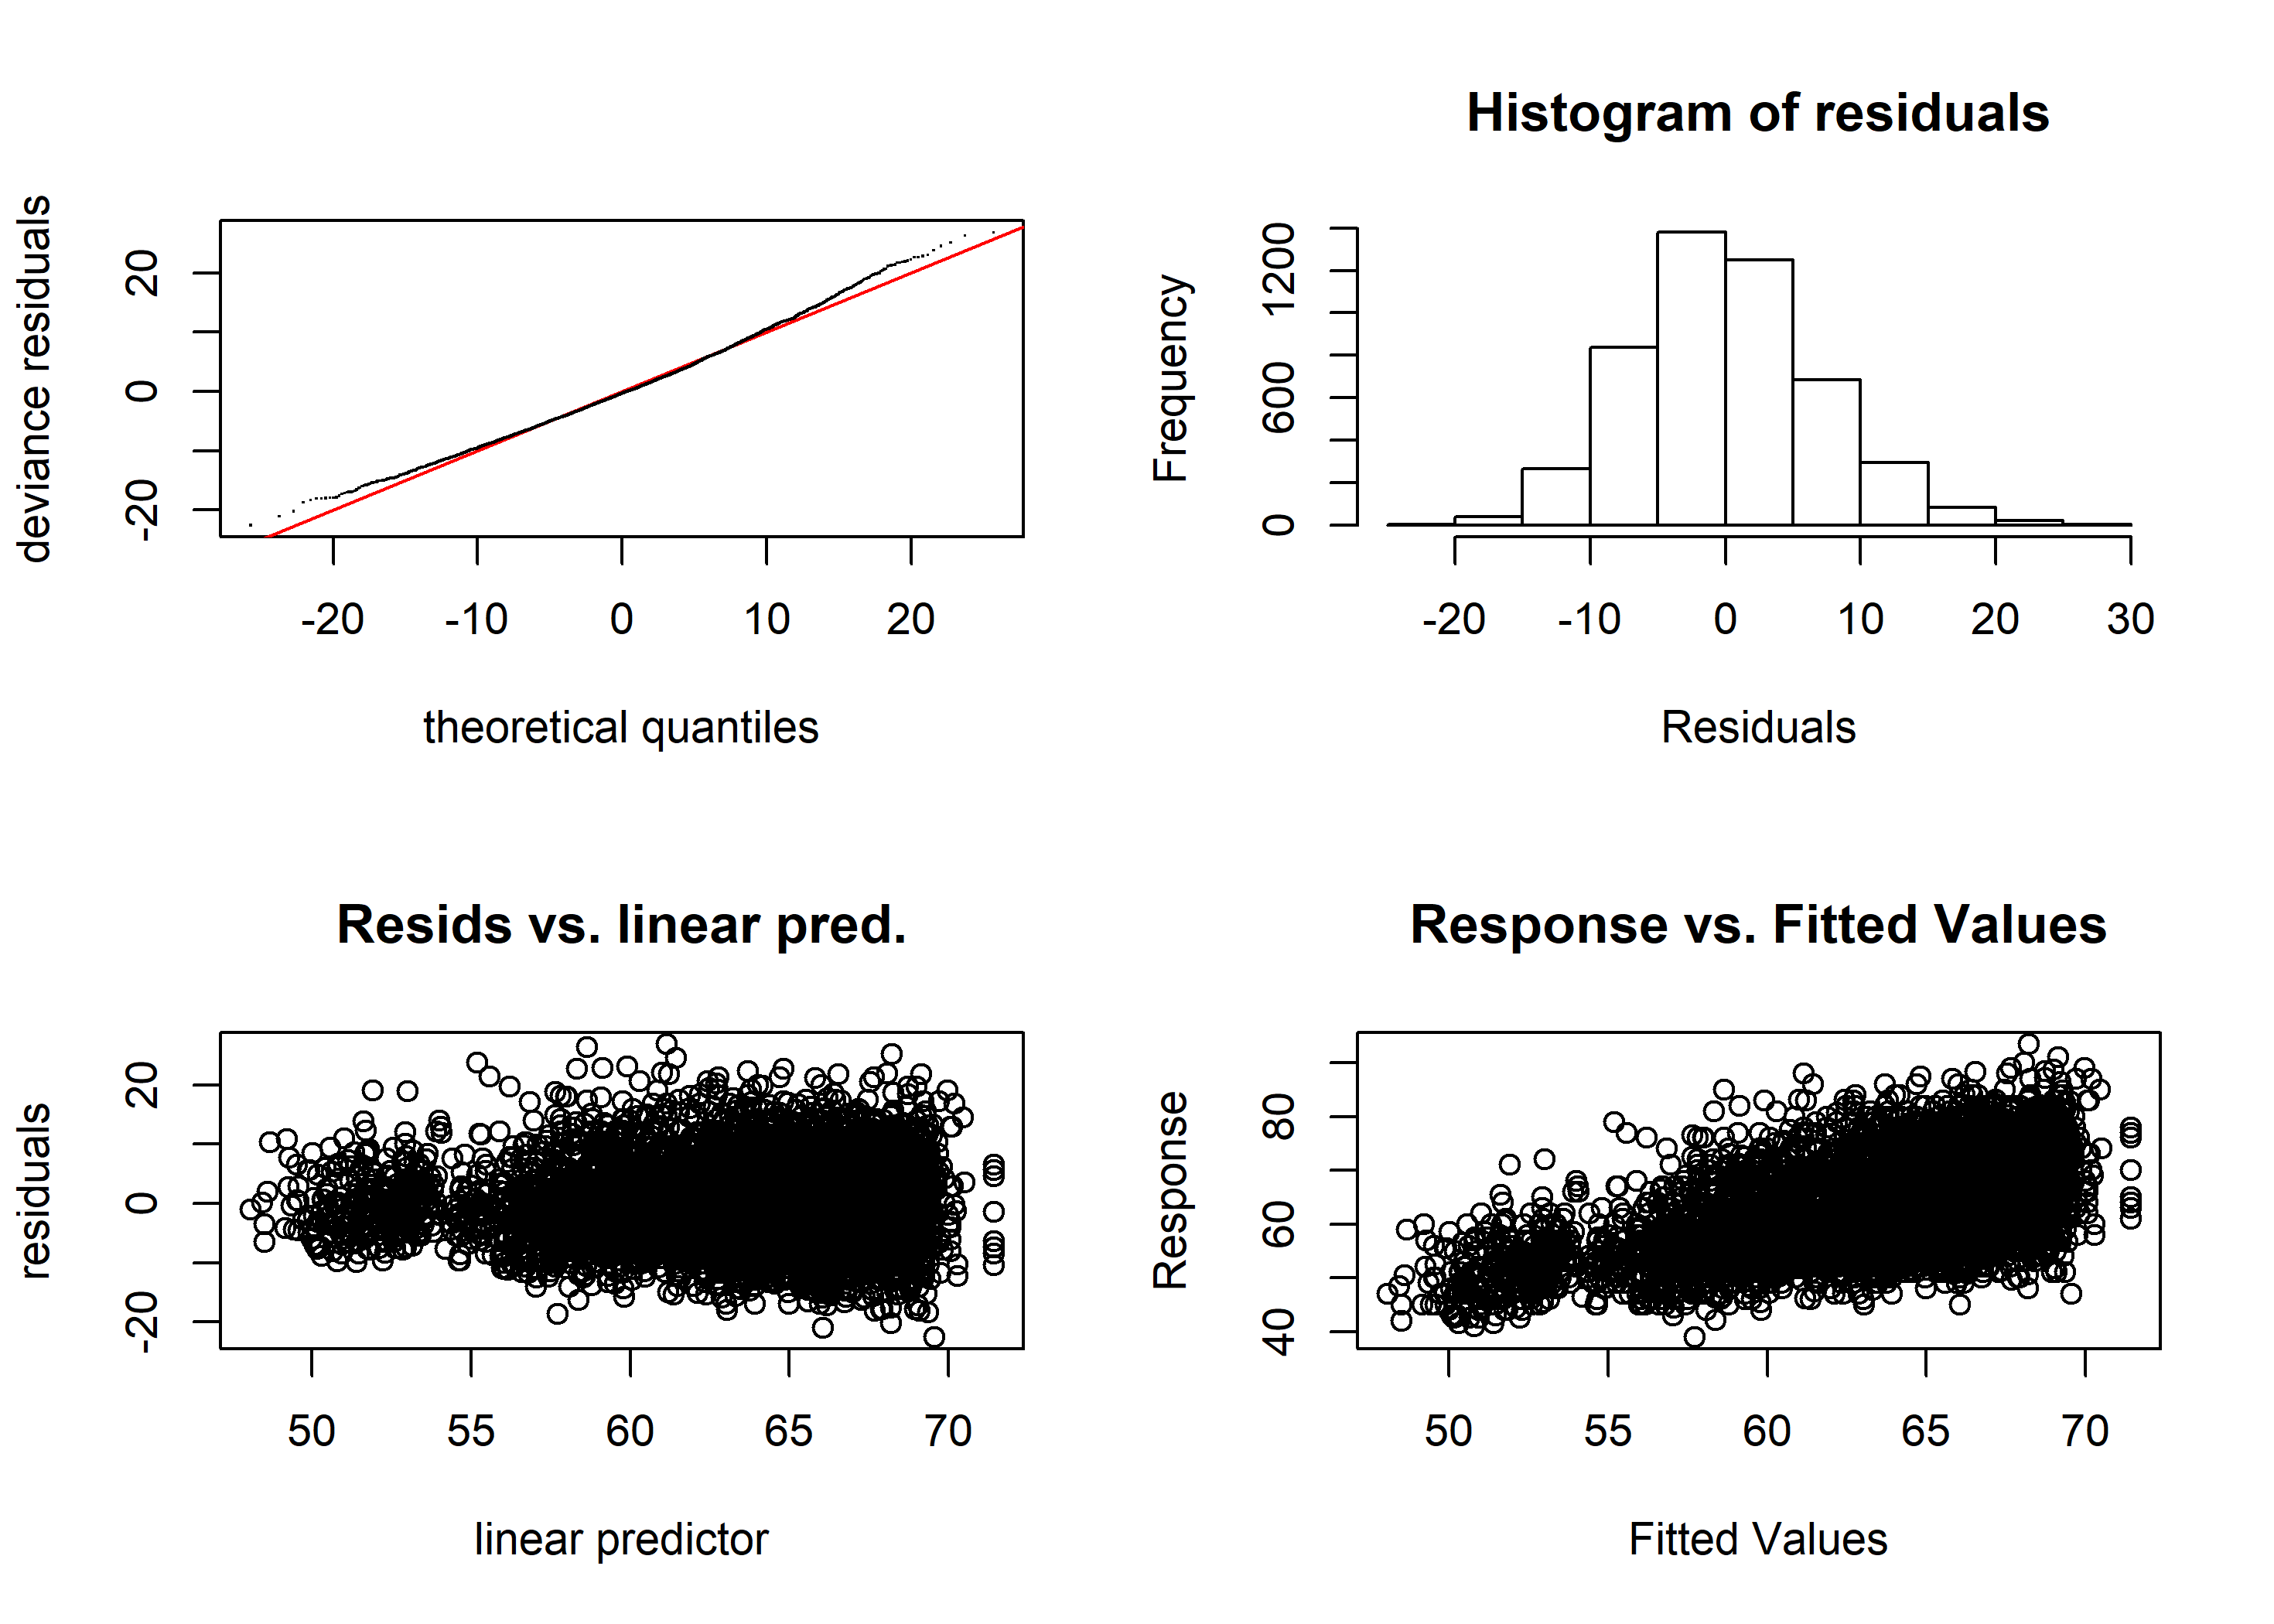 deviance residuals
20
0
-20
-20 -10 0 10 20
theoretical quantiles
Histogram of residuals
Frequency
1200
600
0
-20 -10 0 10 20 30
Residuals
Resids vs. linear pred.
residuals
20
0
-20
50 55 60 65 70
linear predictor
Response vs. Fitted Values
Response
80
60
40
50 55 60 65 70
Fitted Values